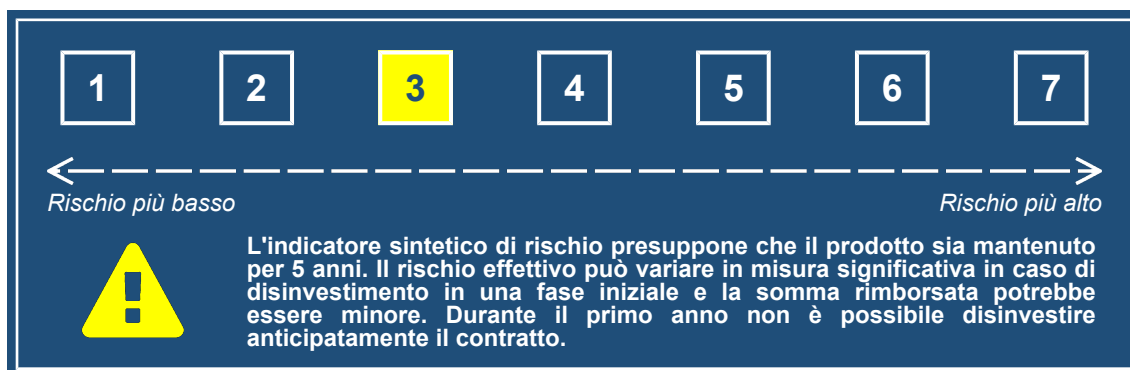 1 2 3 4 5 6 7
Rischio più basso Rischio più alto
L'indicatore sintetico di rischio presuppone che il prodotto sia mantenuto
per 5 anni. Il rischio effettivo può variare in misura significativa in caso di
disinvestimento in una fase iniziale e la somma rimborsata potrebbe
essere minore. Durante il primo anno non è possibile disinvestire
anticipatamente il contratto.